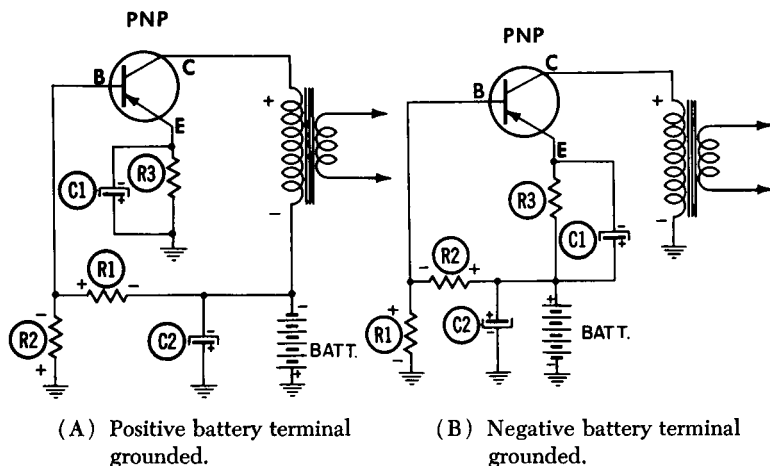 PNP
PNP
C
C
B
B
+
+
E
E
-
R3
C1
-
+
-
R3
-
C1
-
+
R1
+
-
R2
-
+
-
R2
+
-
C2
+
-
BATT.
+
+
R1
-
+
C2
-
+
BATT.
-
(A) Positive battery terminal
grounded.
(B) Negative battery terminal
grounded.